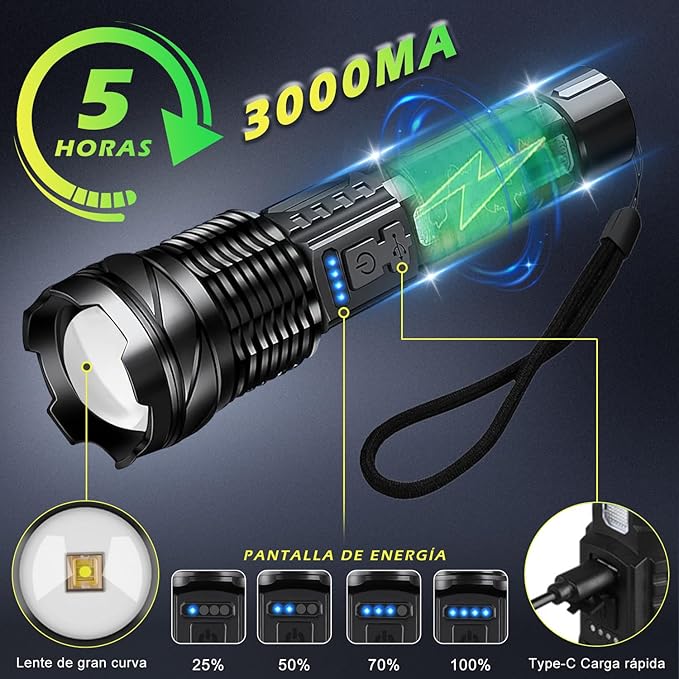 5
HORAS
3000MA
PANTALLA DE ENERGÍA
Lente de gran curva
25%
50%
70%
100%
Type-C Carga rápida